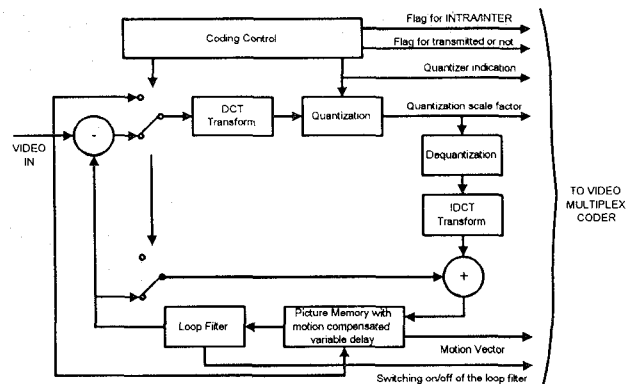 Flag for INTRA/INTER
Coding Control
Flag for transmitted or not
Quantizer indication
DCT
Transform
Quantization
Quantization scale factor
-
VIDEO
IN
Dequantization
IDCT
Transform
TO VIDEO
MULTIPLEX
CODER
+
Loop Filter
Picture Memory with
motion compensated
variable delay
Motion Vector
Switching on/off of the loop filter